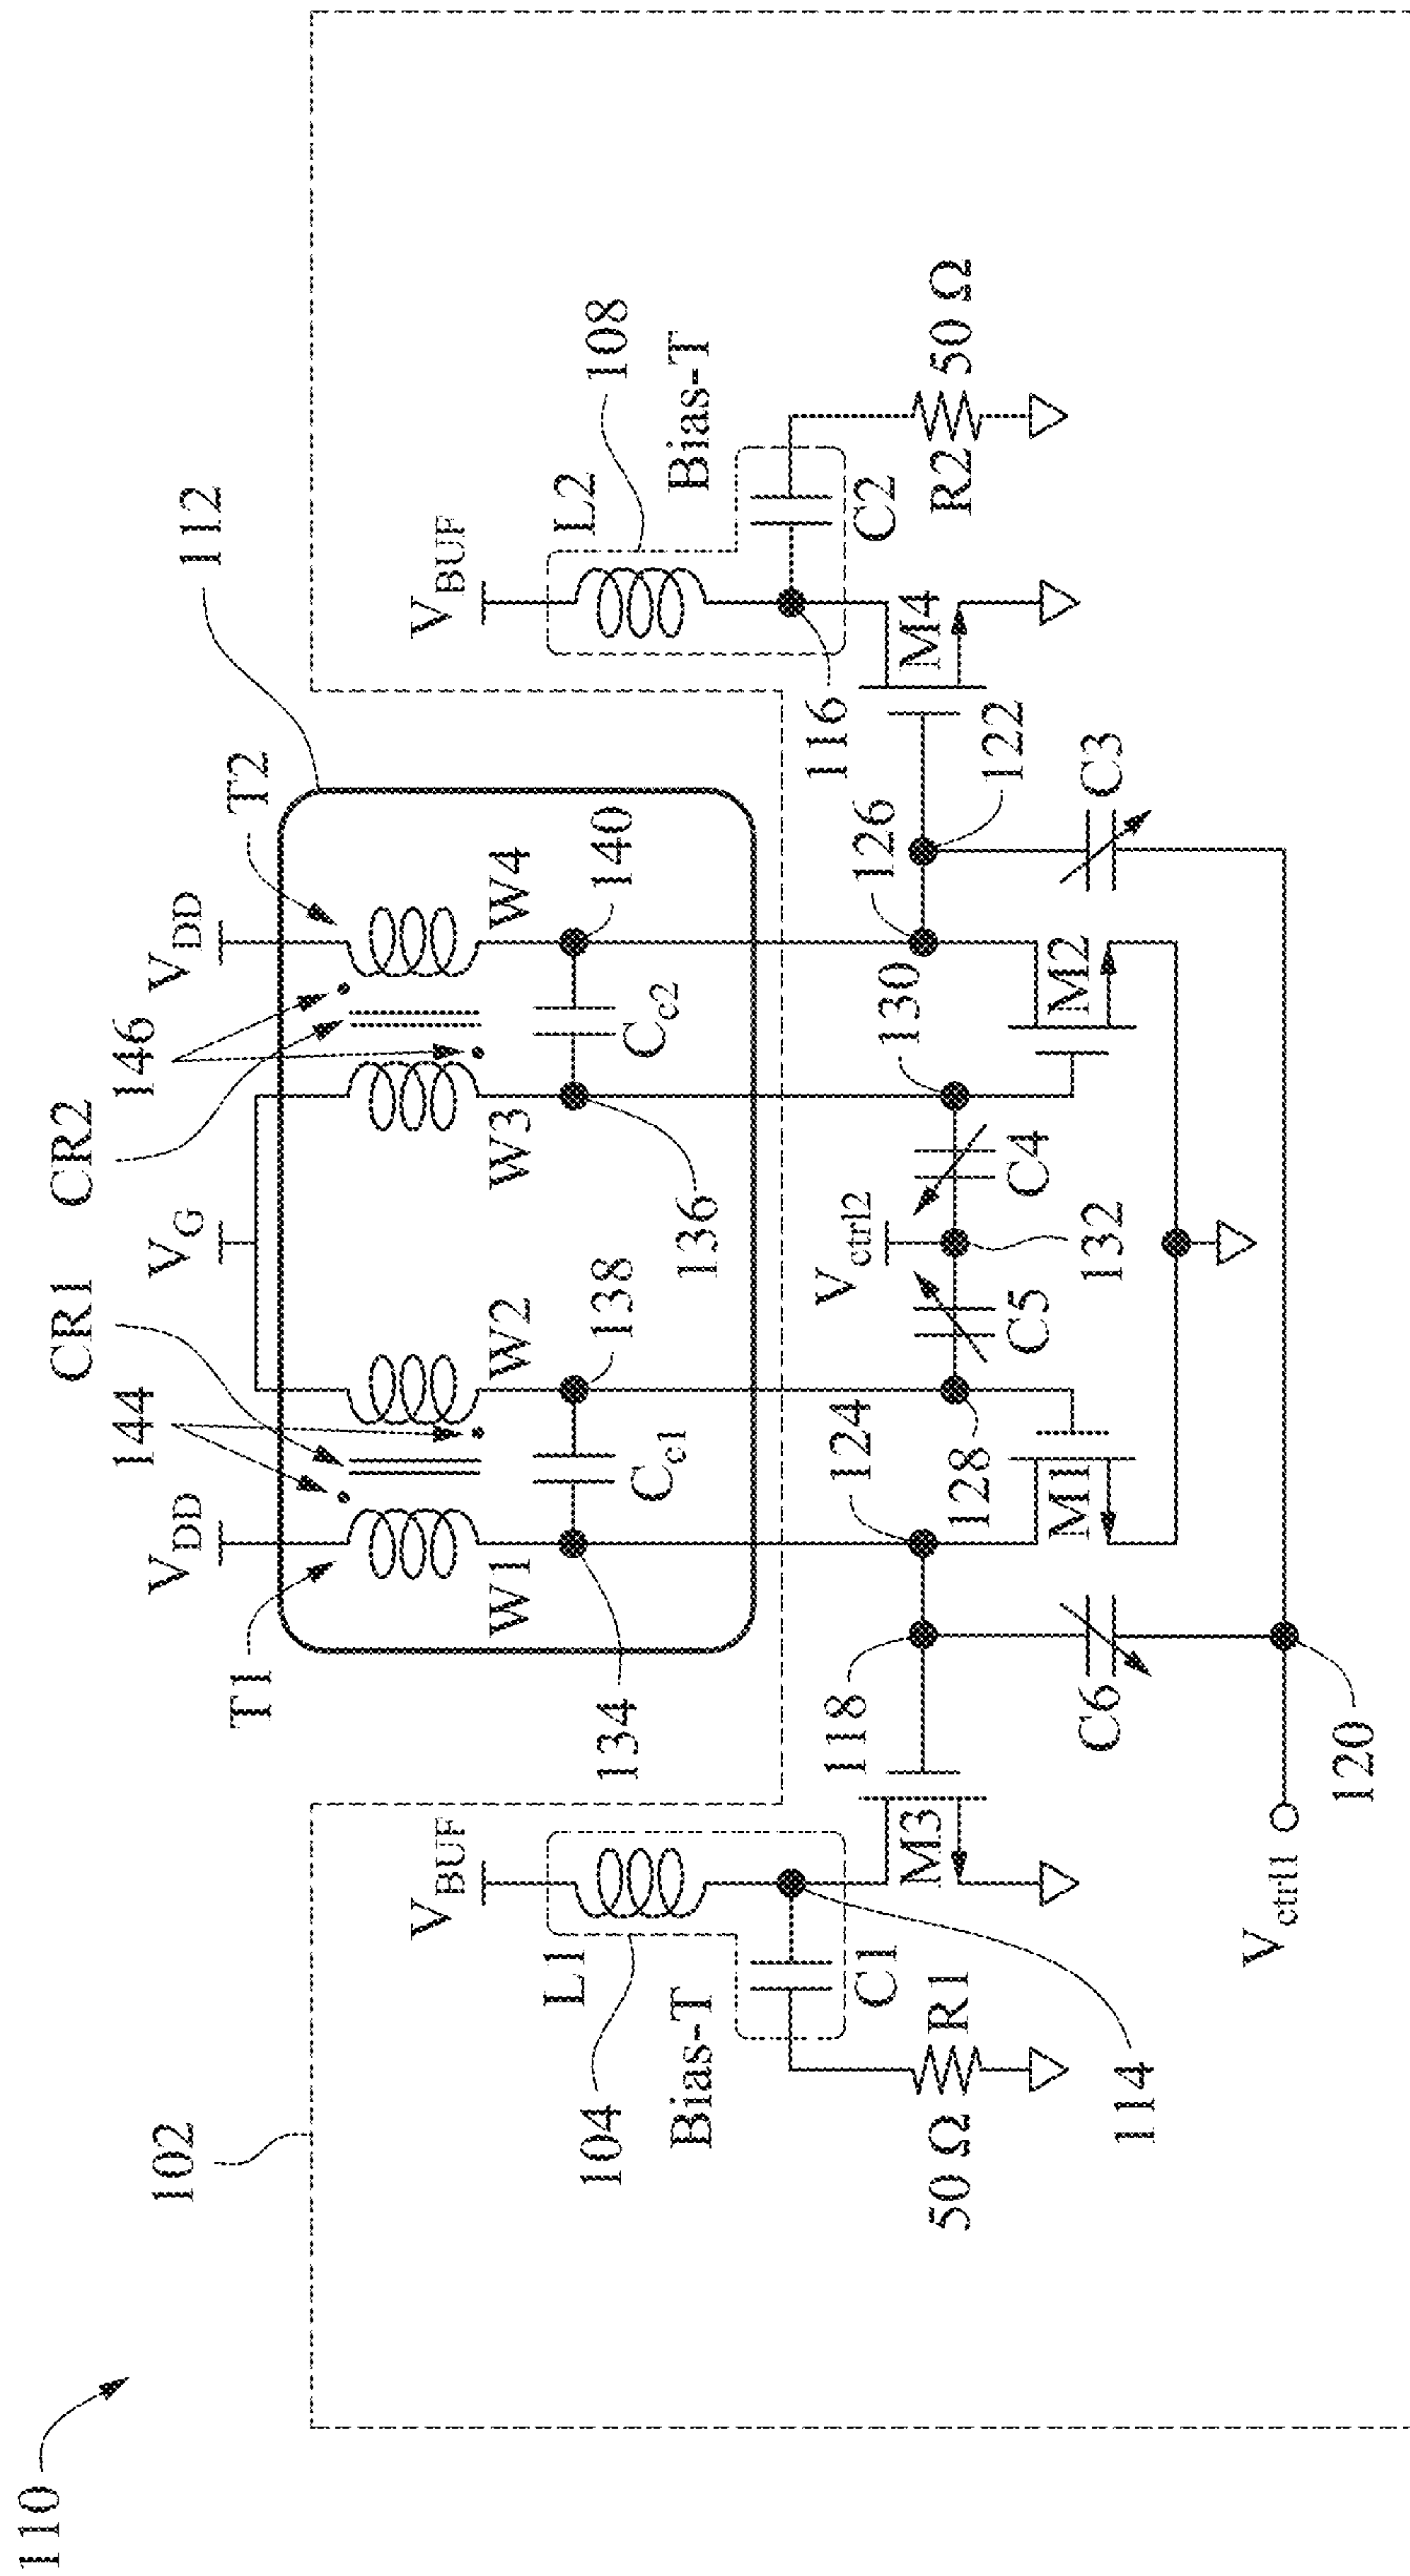 110
102
112
CR1
CR2
144
146
V_DD
V_G
V_DD
T1
T2
W1
W2
W3
W4
C_c1
C_c2
134
138
136
140
V_BUF
V_BUF
L1
L2
104
108
Bias-T
Bias-T
C1
C2
50 Ω
R1
R2
50 Ω
114
116
M3
M4
118
124
126
122
128
130
V_ctrl2
132
C5
C4
M1
M2
C6
C3
V_ctrl1
120